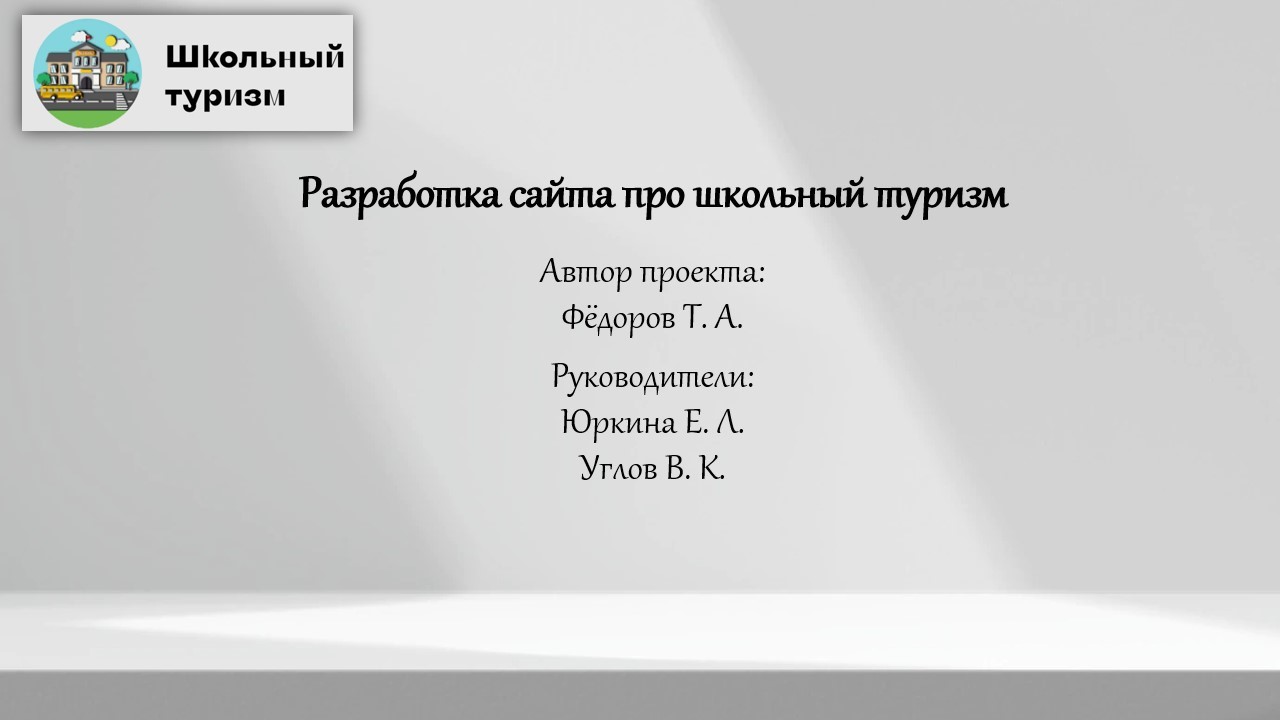 Школьный
туризм
Разработка сайта про школьный туризм
Автор проекта:
Фёдоров Т. А.
Руководители:
Юркина Е. Л.
Углов В. К.